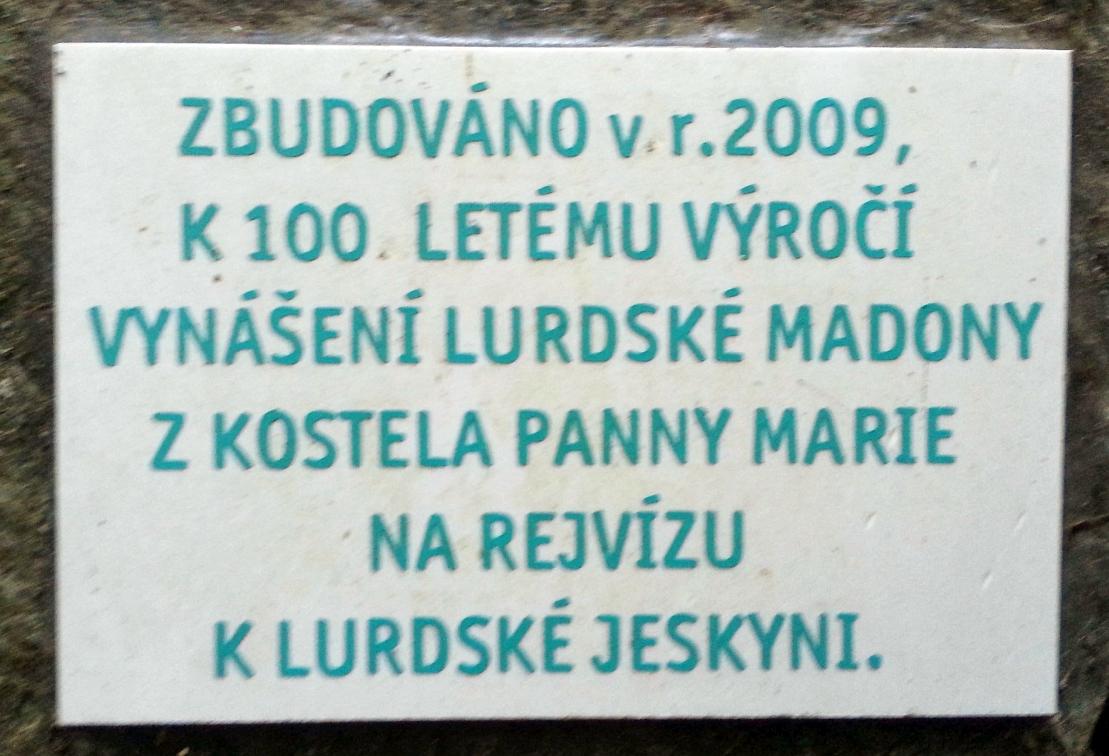 ZBUDOVÁNO v r.2009,
K 100 LETÉMU VÝROČÍ
VYNÁŠENÍ LURDSKÉ MADONY
Z KOSTELA PANNY MARIE
NA REJVÍZU
K LURDSKÉ JESKYNI.